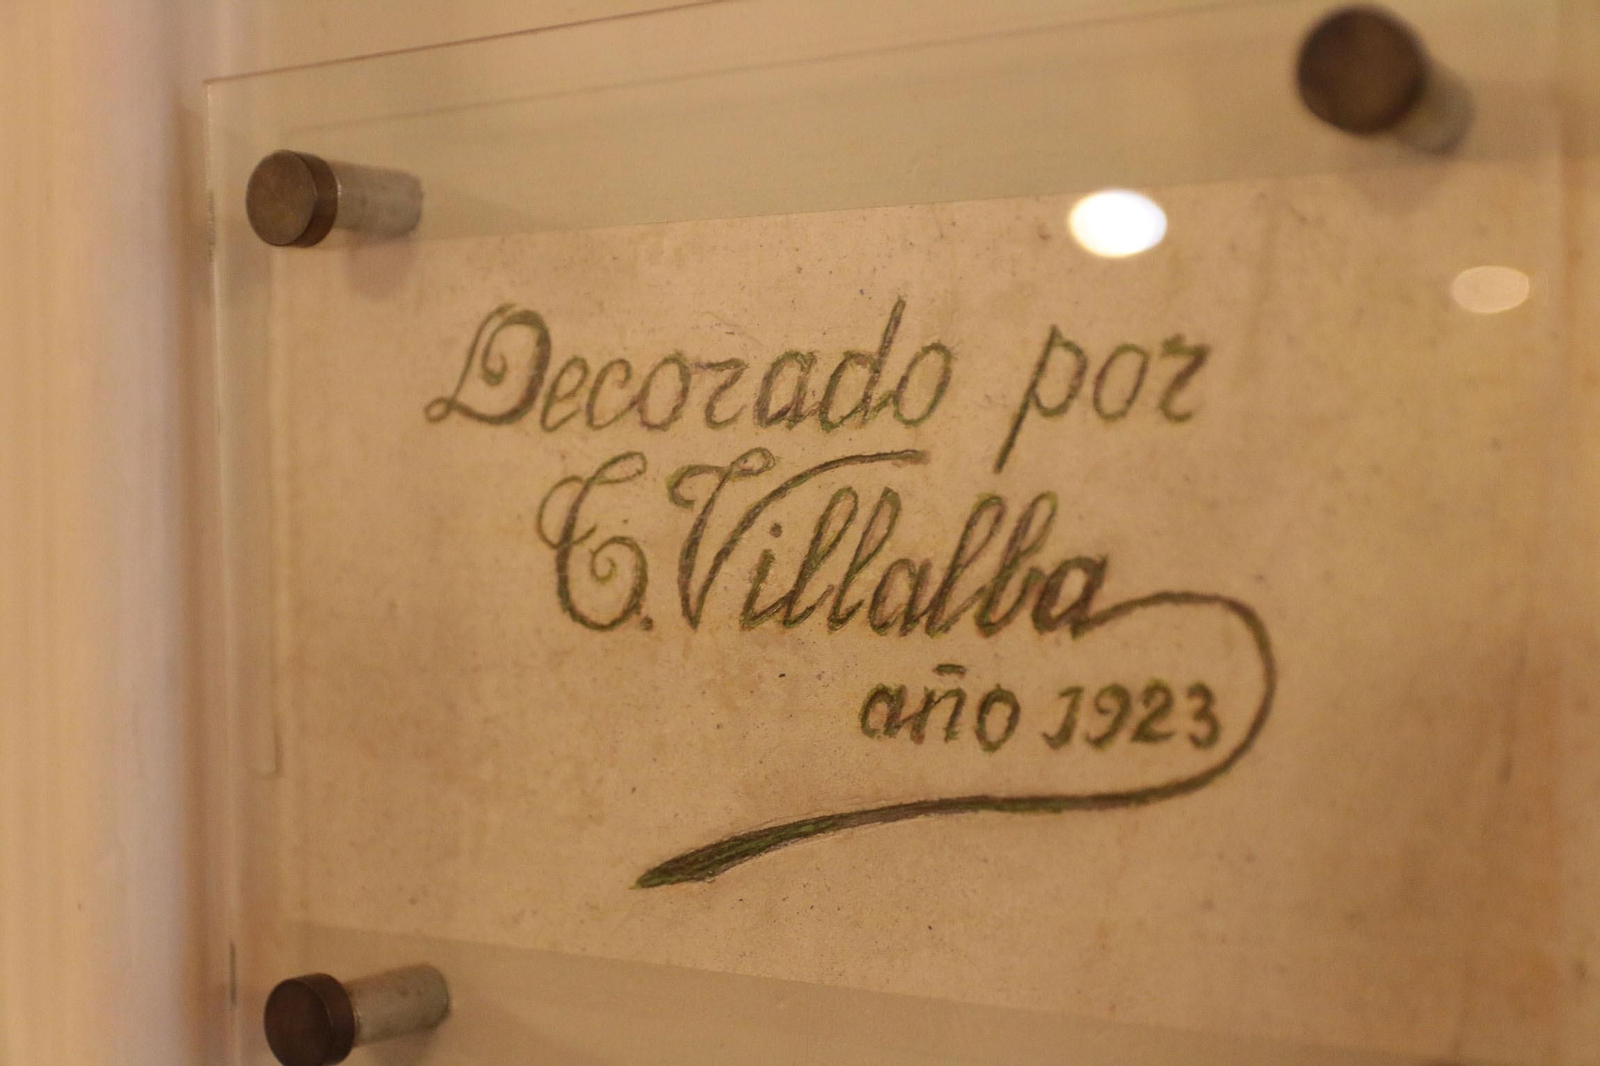 Decorado por
C. Villalba
año 1923